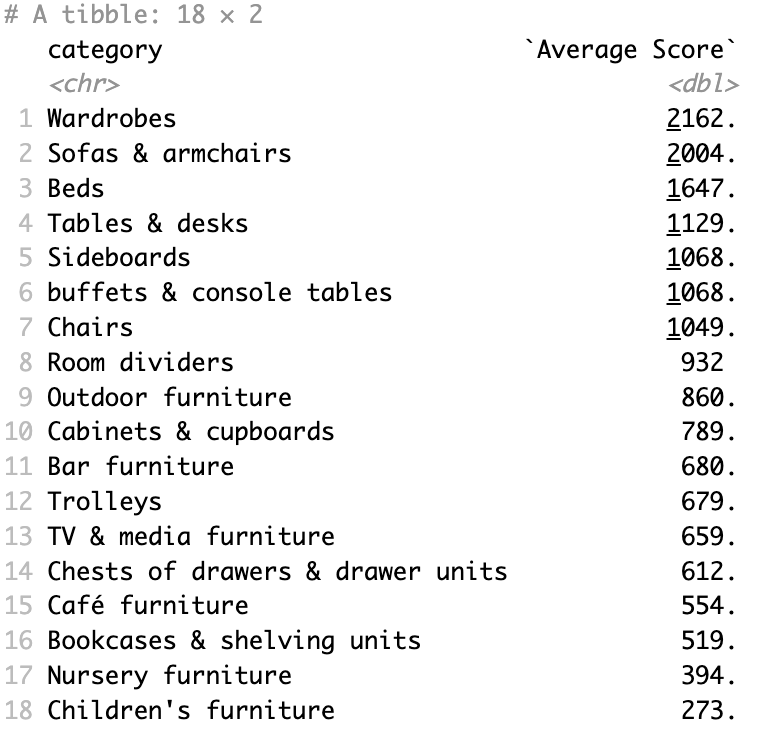 # A tibble: 18 × 2
category `Average Score`
<chr> <dbl>
1 Wardrobes 2162.
2 Sofas & armchairs 2004.
3 Beds 1647.
4 Tables & desks 1129.
5 Sideboards 1068.
6 buffets & console tables 1068.
7 Chairs 1049.
8 Room dividers 932
9 Outdoor furniture 860.
10 Cabinets & cupboards 789.
11 Bar furniture 680.
12 Trolleys 679.
13 TV & media furniture 659.
14 Chests of drawers & drawer units 612.
15 Café furniture 554.
16 Bookcases & shelving units 519.
17 Nursery furniture 394.
18 Children's furniture 273.